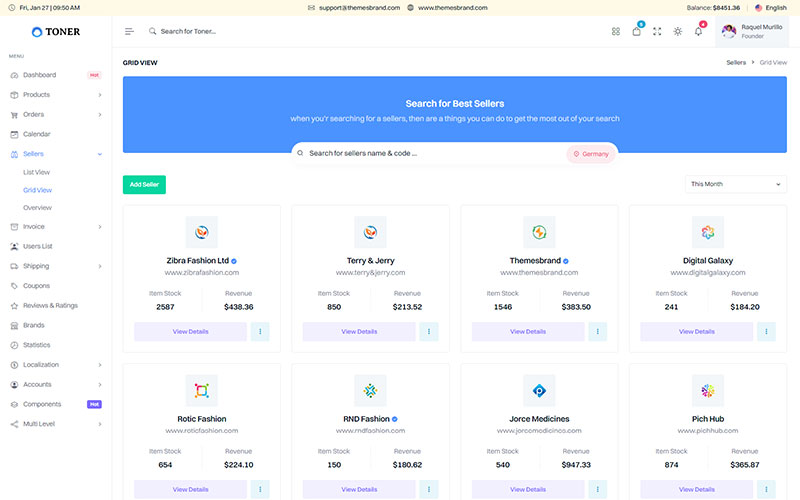 Fri, Jan 27 | 09:50 AM
support@themesbrand.com
www.themesbrand.com
Balance: $8451.36
English
TONER
Search for Toner...
6
4
Raquel Murillo
Founder
MENU
Dashboard
Hot
Products
Orders
Calendar
Sellers
List View
Grid View
Overview
Invoice
Users List
Shipping
Coupons
Reviews & Ratings
Brands
Statistics
Localization
Accounts
Components
Hot
Multi Level
GRID VIEW
Sellers > Grid View
Search for Best Sellers
when you'r searching for a sellers, then are a things you can do to get the most out of your search
Search for sellers name & code ...
Germany
Add Seller
This Month
Zibra Fashion Ltd
www.zibrafashion.com
Item Stock Revenue
2587 $438.36
View Details
Terry & Jerry
www.terry&jerry.com
Item Stock Revenue
850 $213.52
View Details
Themesbrand
www.themesbrand.com
Item Stock Revenue
1546 $383.50
View Details
Digital Galaxy
www.digitalgalaxy.com
Item Stock Revenue
241 $184.20
View Details
Rotic Fashion
www.roticfashion.com
Item Stock Revenue
654 $224.10
View Details
RND Fashion
www.rndfashion.com
Item Stock Revenue
150 $180.62
View Details
Jorce Medicines
www.jorcemedicines.com
Item Stock Revenue
540 $947.33
View Details
Pich Hub
www.pichhub.com
Item Stock Revenue
874 $365.87
View Details